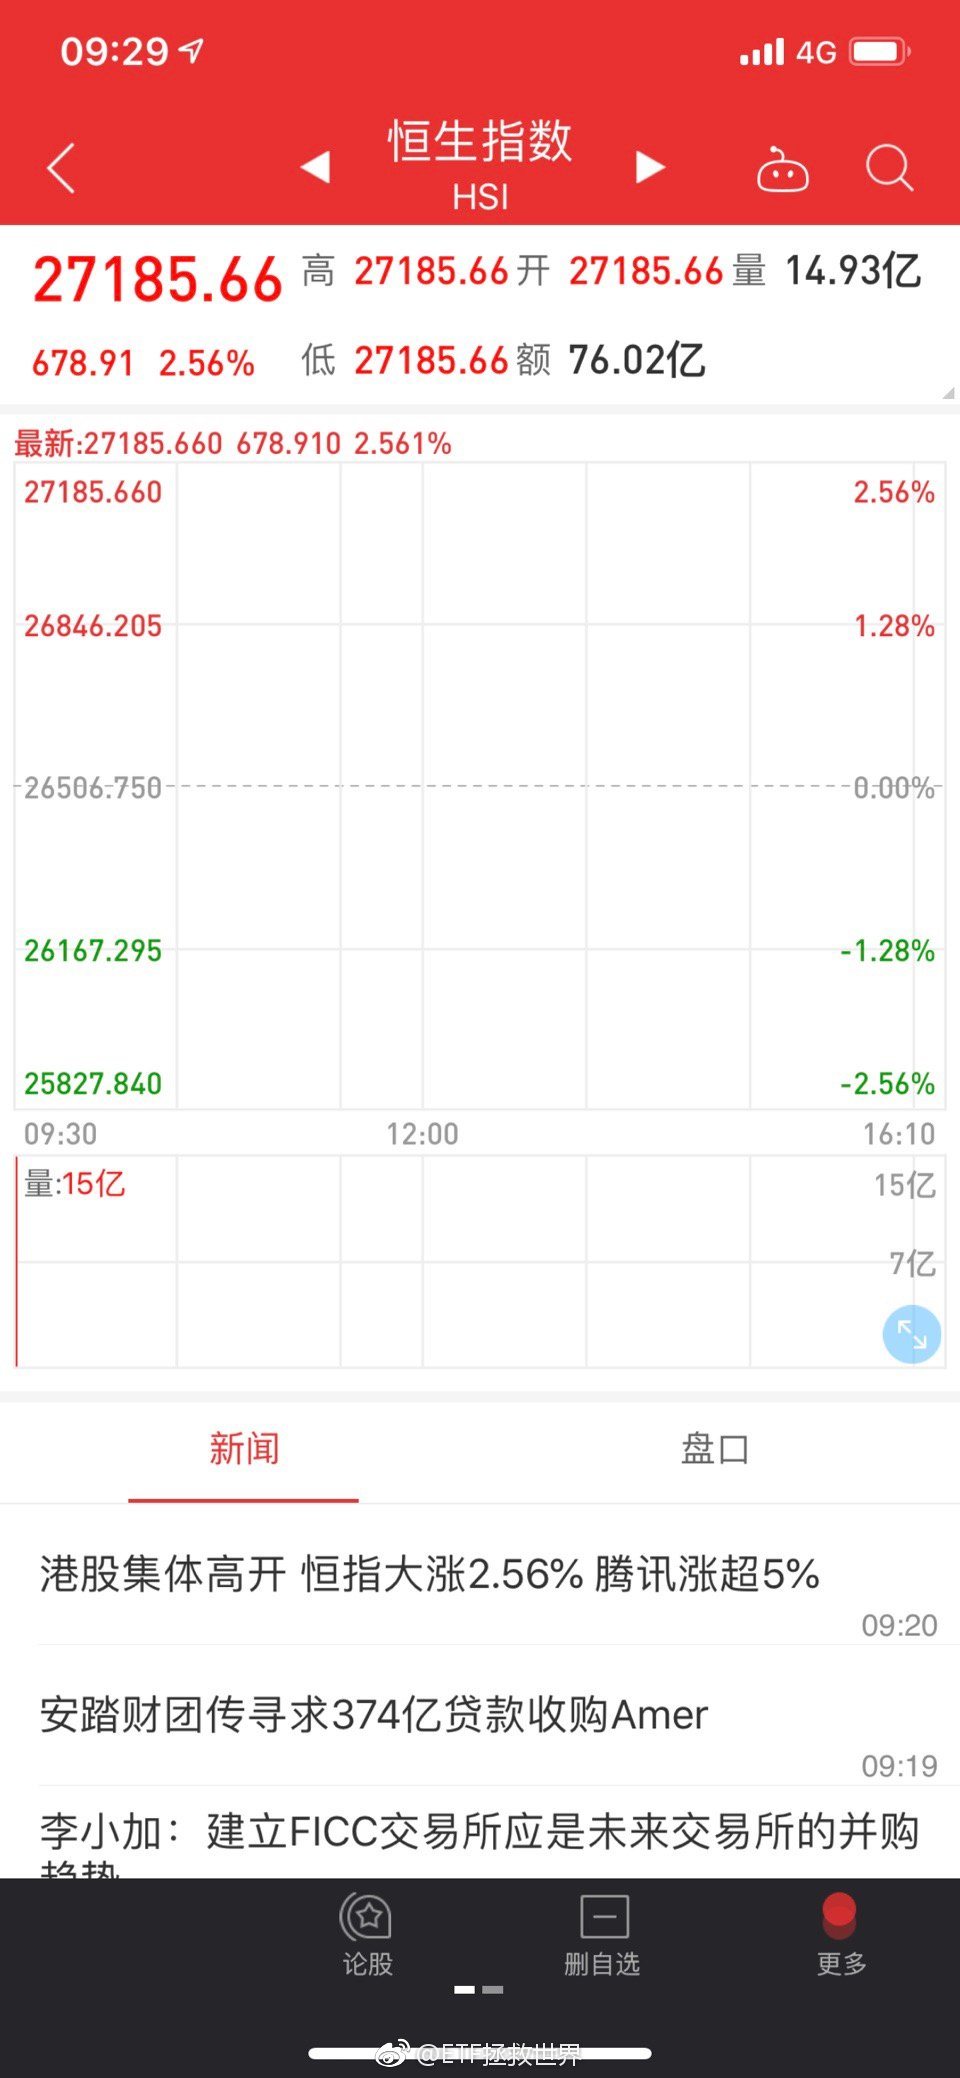 09:29
4G
恒生指数
HSI
27185.66 高 27185.66 开 27185.66 量 14.93亿
678.91 2.56% 低 27185.66 额 76.02亿
最新:27185.660 678.910 2.561%
27185.660 2.56%
26846.205 1.28%
26506.750 0.00%
26167.295 -1.28%
25827.840 -2.56%
09:30 12:00 16:10
量:15亿 15亿
7亿
新闻 盘口
港股集体高开 恒指大涨2.56% 腾讯涨超5%
09:20
安踏财团传寻求374亿贷款收购Amer
09:19
李小加：建立FICC交易所应是未来交易所的并购
趋势
论股 删自选 更多
@ETF拯救世界